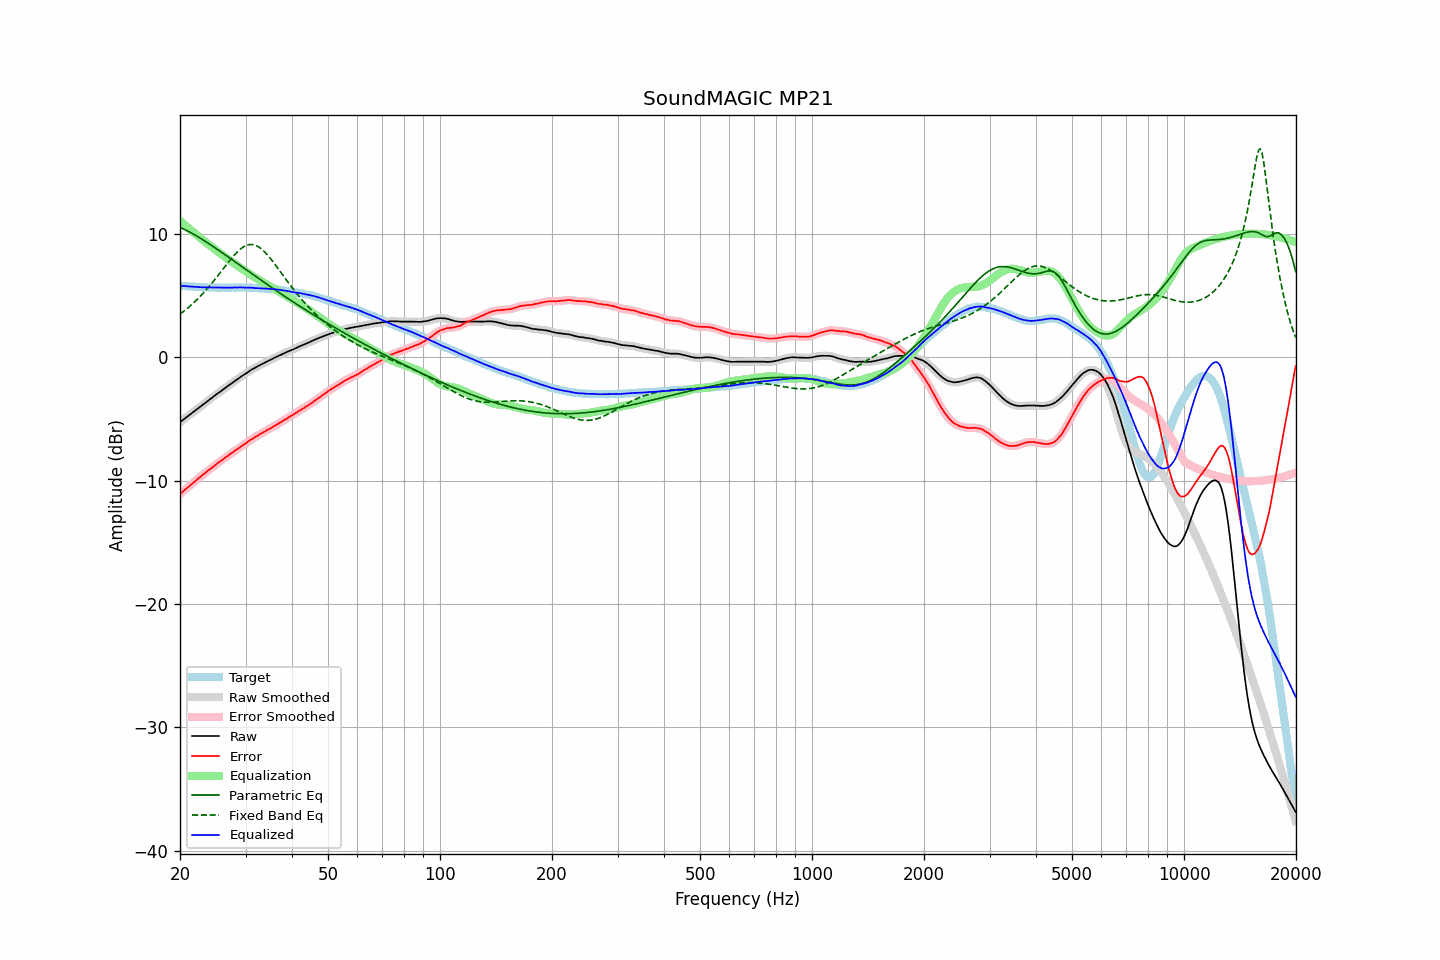 SoundMAGIC MP21
Amplitude (dBr)
10
0
−10
−20
−30
−40
Target
Raw Smoothed
Error Smoothed
Raw
Error
Equalization
Parametric Eq
Fixed Band Eq
Equalized
20 50 100 200 500 1000 2000 5000 10000 20000
Frequency (Hz)